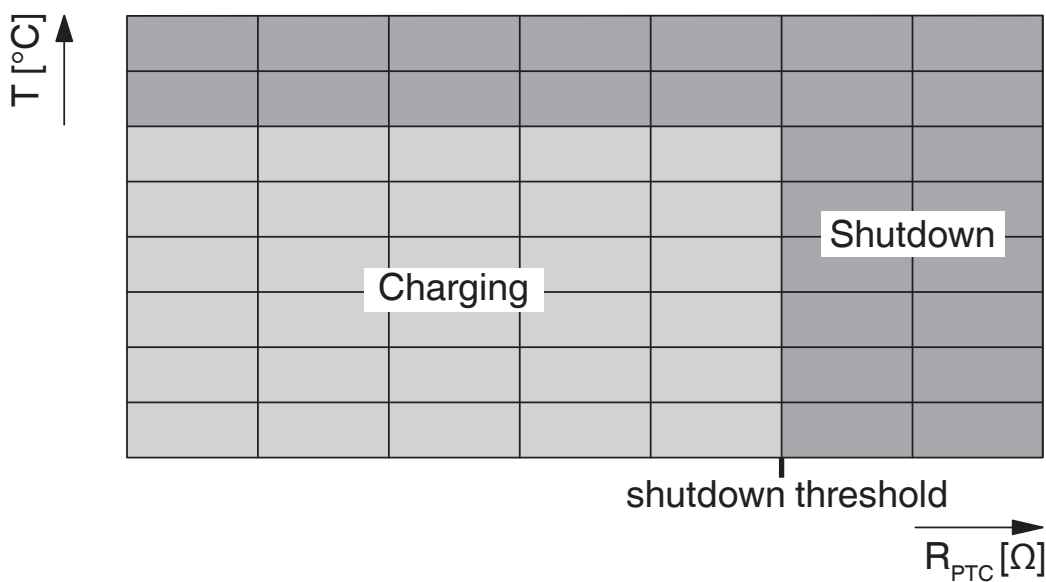 T [°C]
Shutdown
Charging
shutdown threshold
R_PTC [Ω]